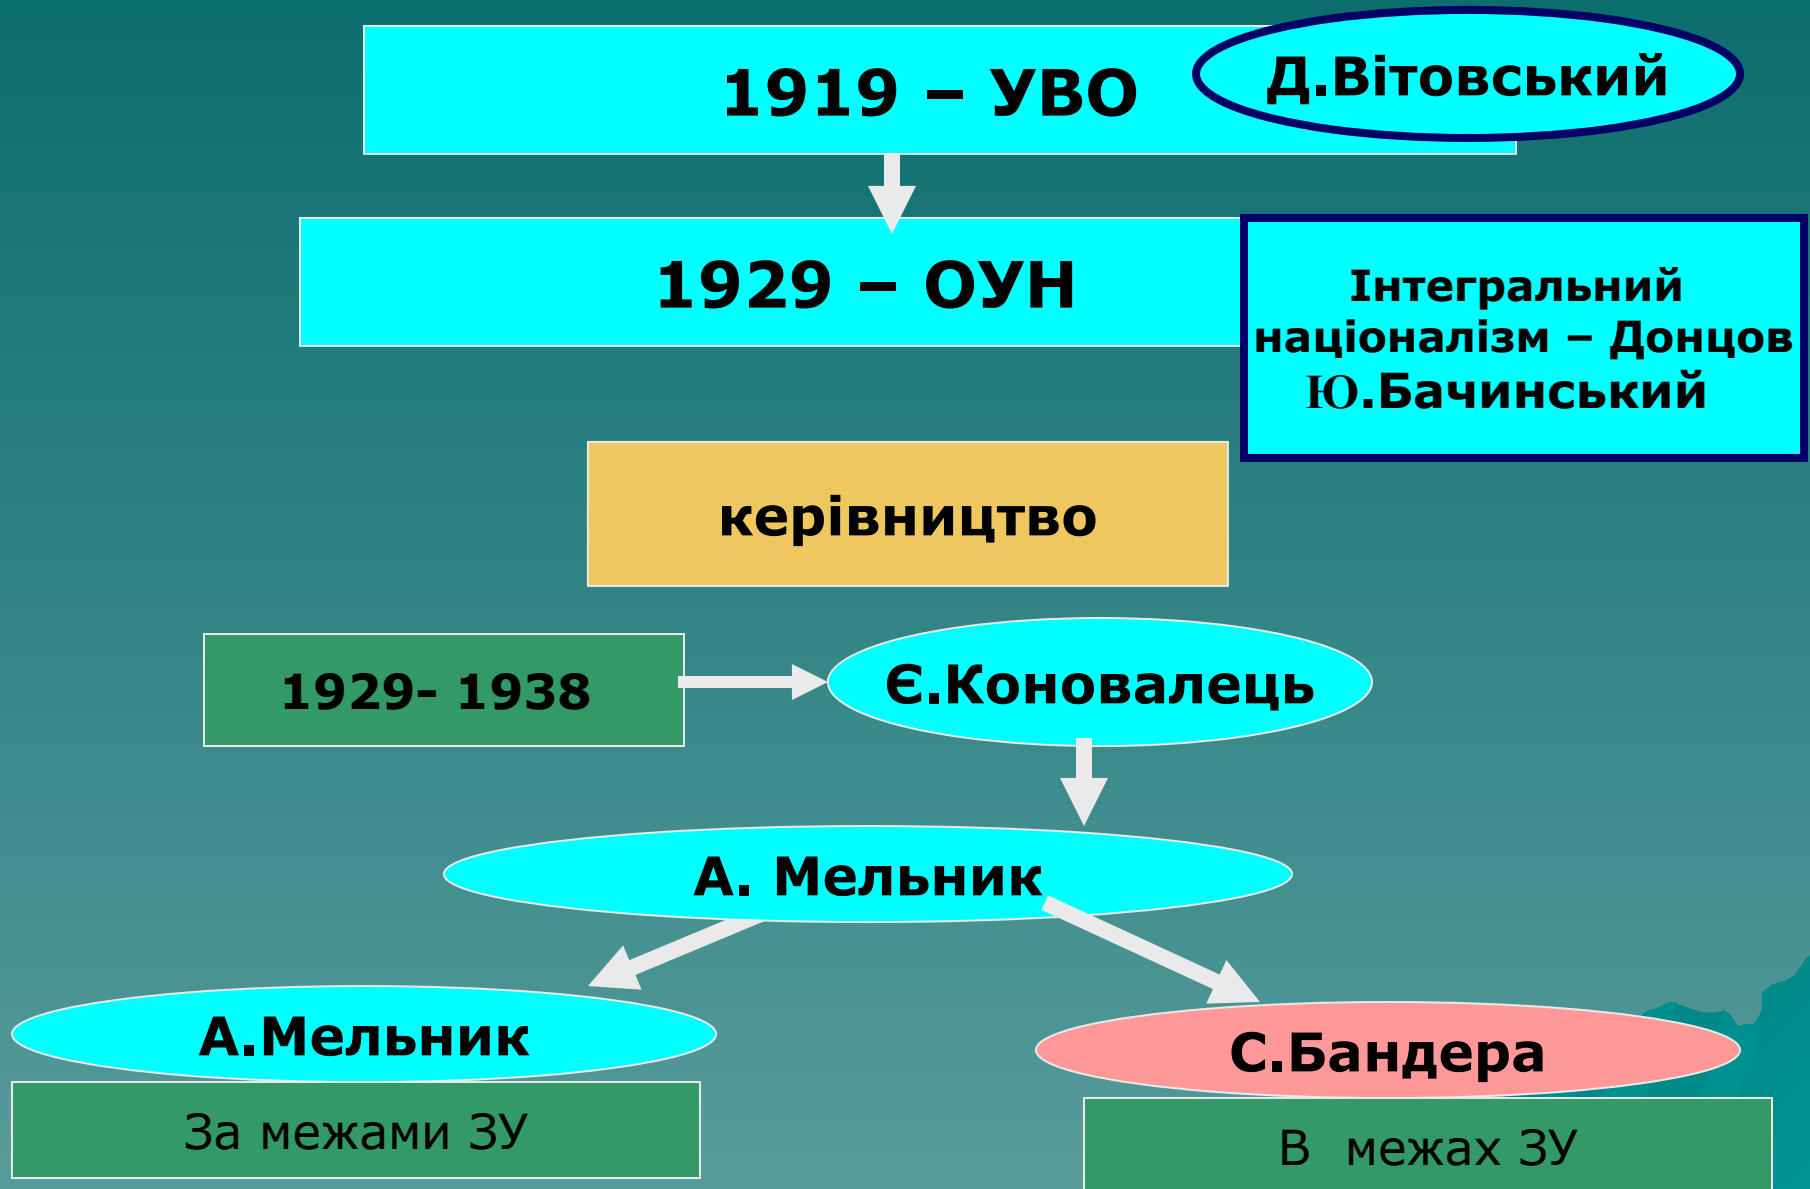 1919 – УВО
Д.Вітовський
1929 – ОУН
Інтегральний
націоналізм – Донцов
Ю.Бачинський
керівництво
1929- 1938
Є.Коновалець
А. Мельник
А.Мельник
С.Бандера
За межами ЗУ
В  межах ЗУ